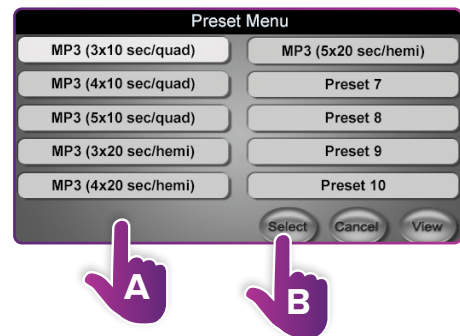 Preset Menu
MP3 (3x10 sec/quad)
MP3 (4x10 sec/quad)
MP3 (5x10 sec/quad)
MP3 (3x20 sec/hemi)
MP3 (4x20 sec/hemi)
MP3 (5x20 sec/hemi)
Preset 7
Preset 8
Preset 9
Preset 10
Select Cancel View
A B